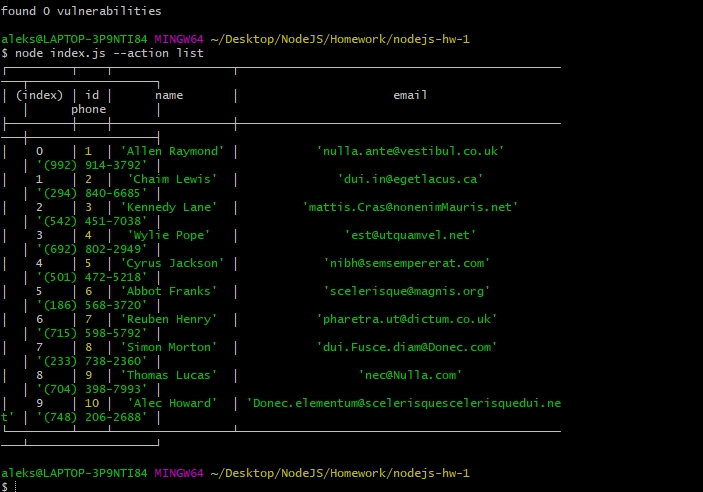 found 0 vulnerabilities
aleks@LAPTOP-3P9NTI84 MINGW64 ~/Desktop/NodeJS/Homework/nodejs-hw-1
$ node index.js --action list
(index) │ id │ name │ email
│ phone │
│ 0 │ 1 │ 'Allen Raymond' │ 'nulla.ante@vestibul.co.uk'
│ '(992) 914-3792' │
│ 1 │ 2 │ 'Chaim Lewis' │ 'dui.in@egetlacus.ca'
│ '(294) 840-6685' │
│ 2 │ 3 │ 'Kennedy Lane' │ 'mattis.Cras@nonenimMauris.net'
│ '(542) 451-7038' │
│ 3 │ 4 │ 'Wylie Pope' │ 'est@utquamvel.net'
│ '(692) 802-2949' │
│ 4 │ 5 │ 'Cyrus Jackson' │ 'nibh@semsempererat.com'
│ '(501) 472-5218' │
│ 5 │ 6 │ 'Abbot Franks' │ 'scelerisque@magnis.org'
│ '(186) 568-3720' │
│ 6 │ 7 │ 'Reuben Henry' │ 'pharetra.ut@dictum.co.uk'
│ '(715) 598-5792' │
│ 7 │ 8 │ 'Simon Morton' │ 'dui.Fusce.diam@Donec.com'
│ '(233) 738-2360' │
│ 8 │ 9 │ 'Thomas Lucas' │ 'nec@Nulla.com'
│ '(704) 398-7993' │
│ 9 │ 10 │ 'Alec Howard' │ 'Donec.elementum@scelerisquescelerisquedui.ne
t' │ '(748) 206-2688' │
aleks@LAPTOP-3P9NTI84 MINGW64 ~/Desktop/NodeJS/Homework/nodejs-hw-1
$